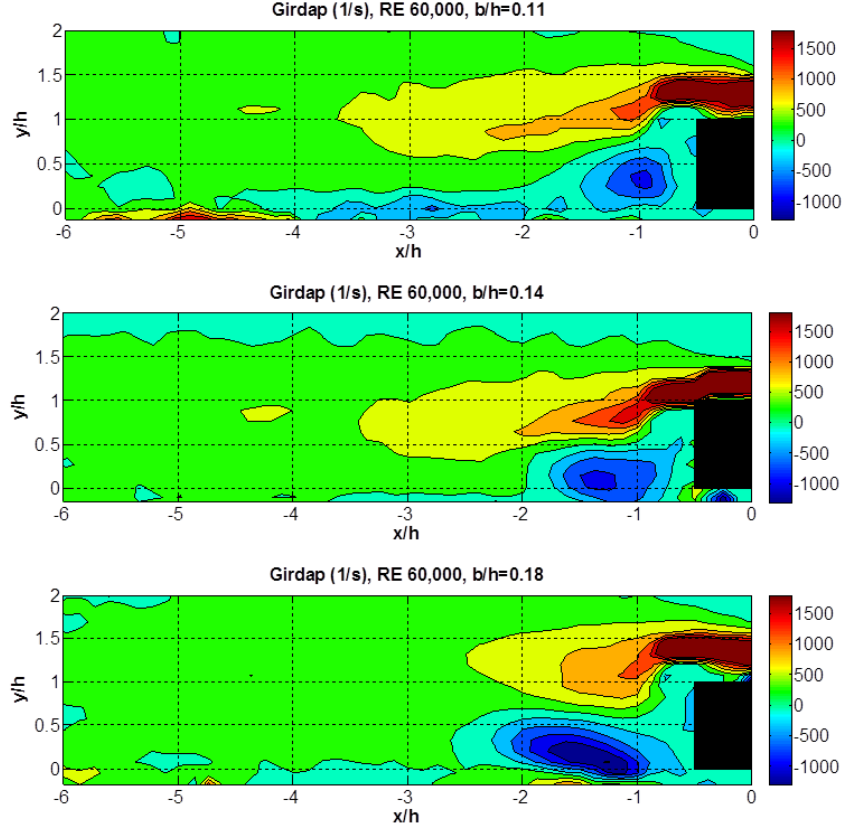 Girdap (1/s), RE 60,000, b/h=0.11
2
1.5
1
0.5
0
y/h
-6 -5 -4 -3 -2 -1 0
x/h
1500
1000
500
0
-500
-1000
Girdap (1/s), RE 60,000, b/h=0.14
2
1.5
1
0.5
0
y/h
-6 -5 -4 -3 -2 -1 0
x/h
1500
1000
500
0
-500
-1000
Girdap (1/s), RE 60,000, b/h=0.18
2
1.5
1
0.5
0
y/h
-6 -5 -4 -3 -2 -1 0
x/h
1500
1000
500
0
-500
-1000